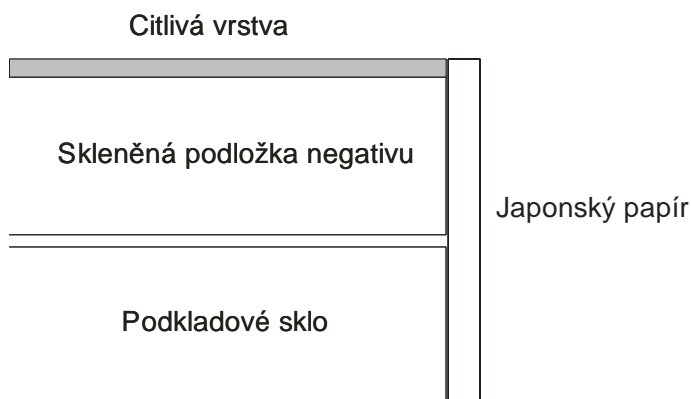 Citlivá vrstva
Skleněná podložka negativu
Japonský papír
Podkladové sklo